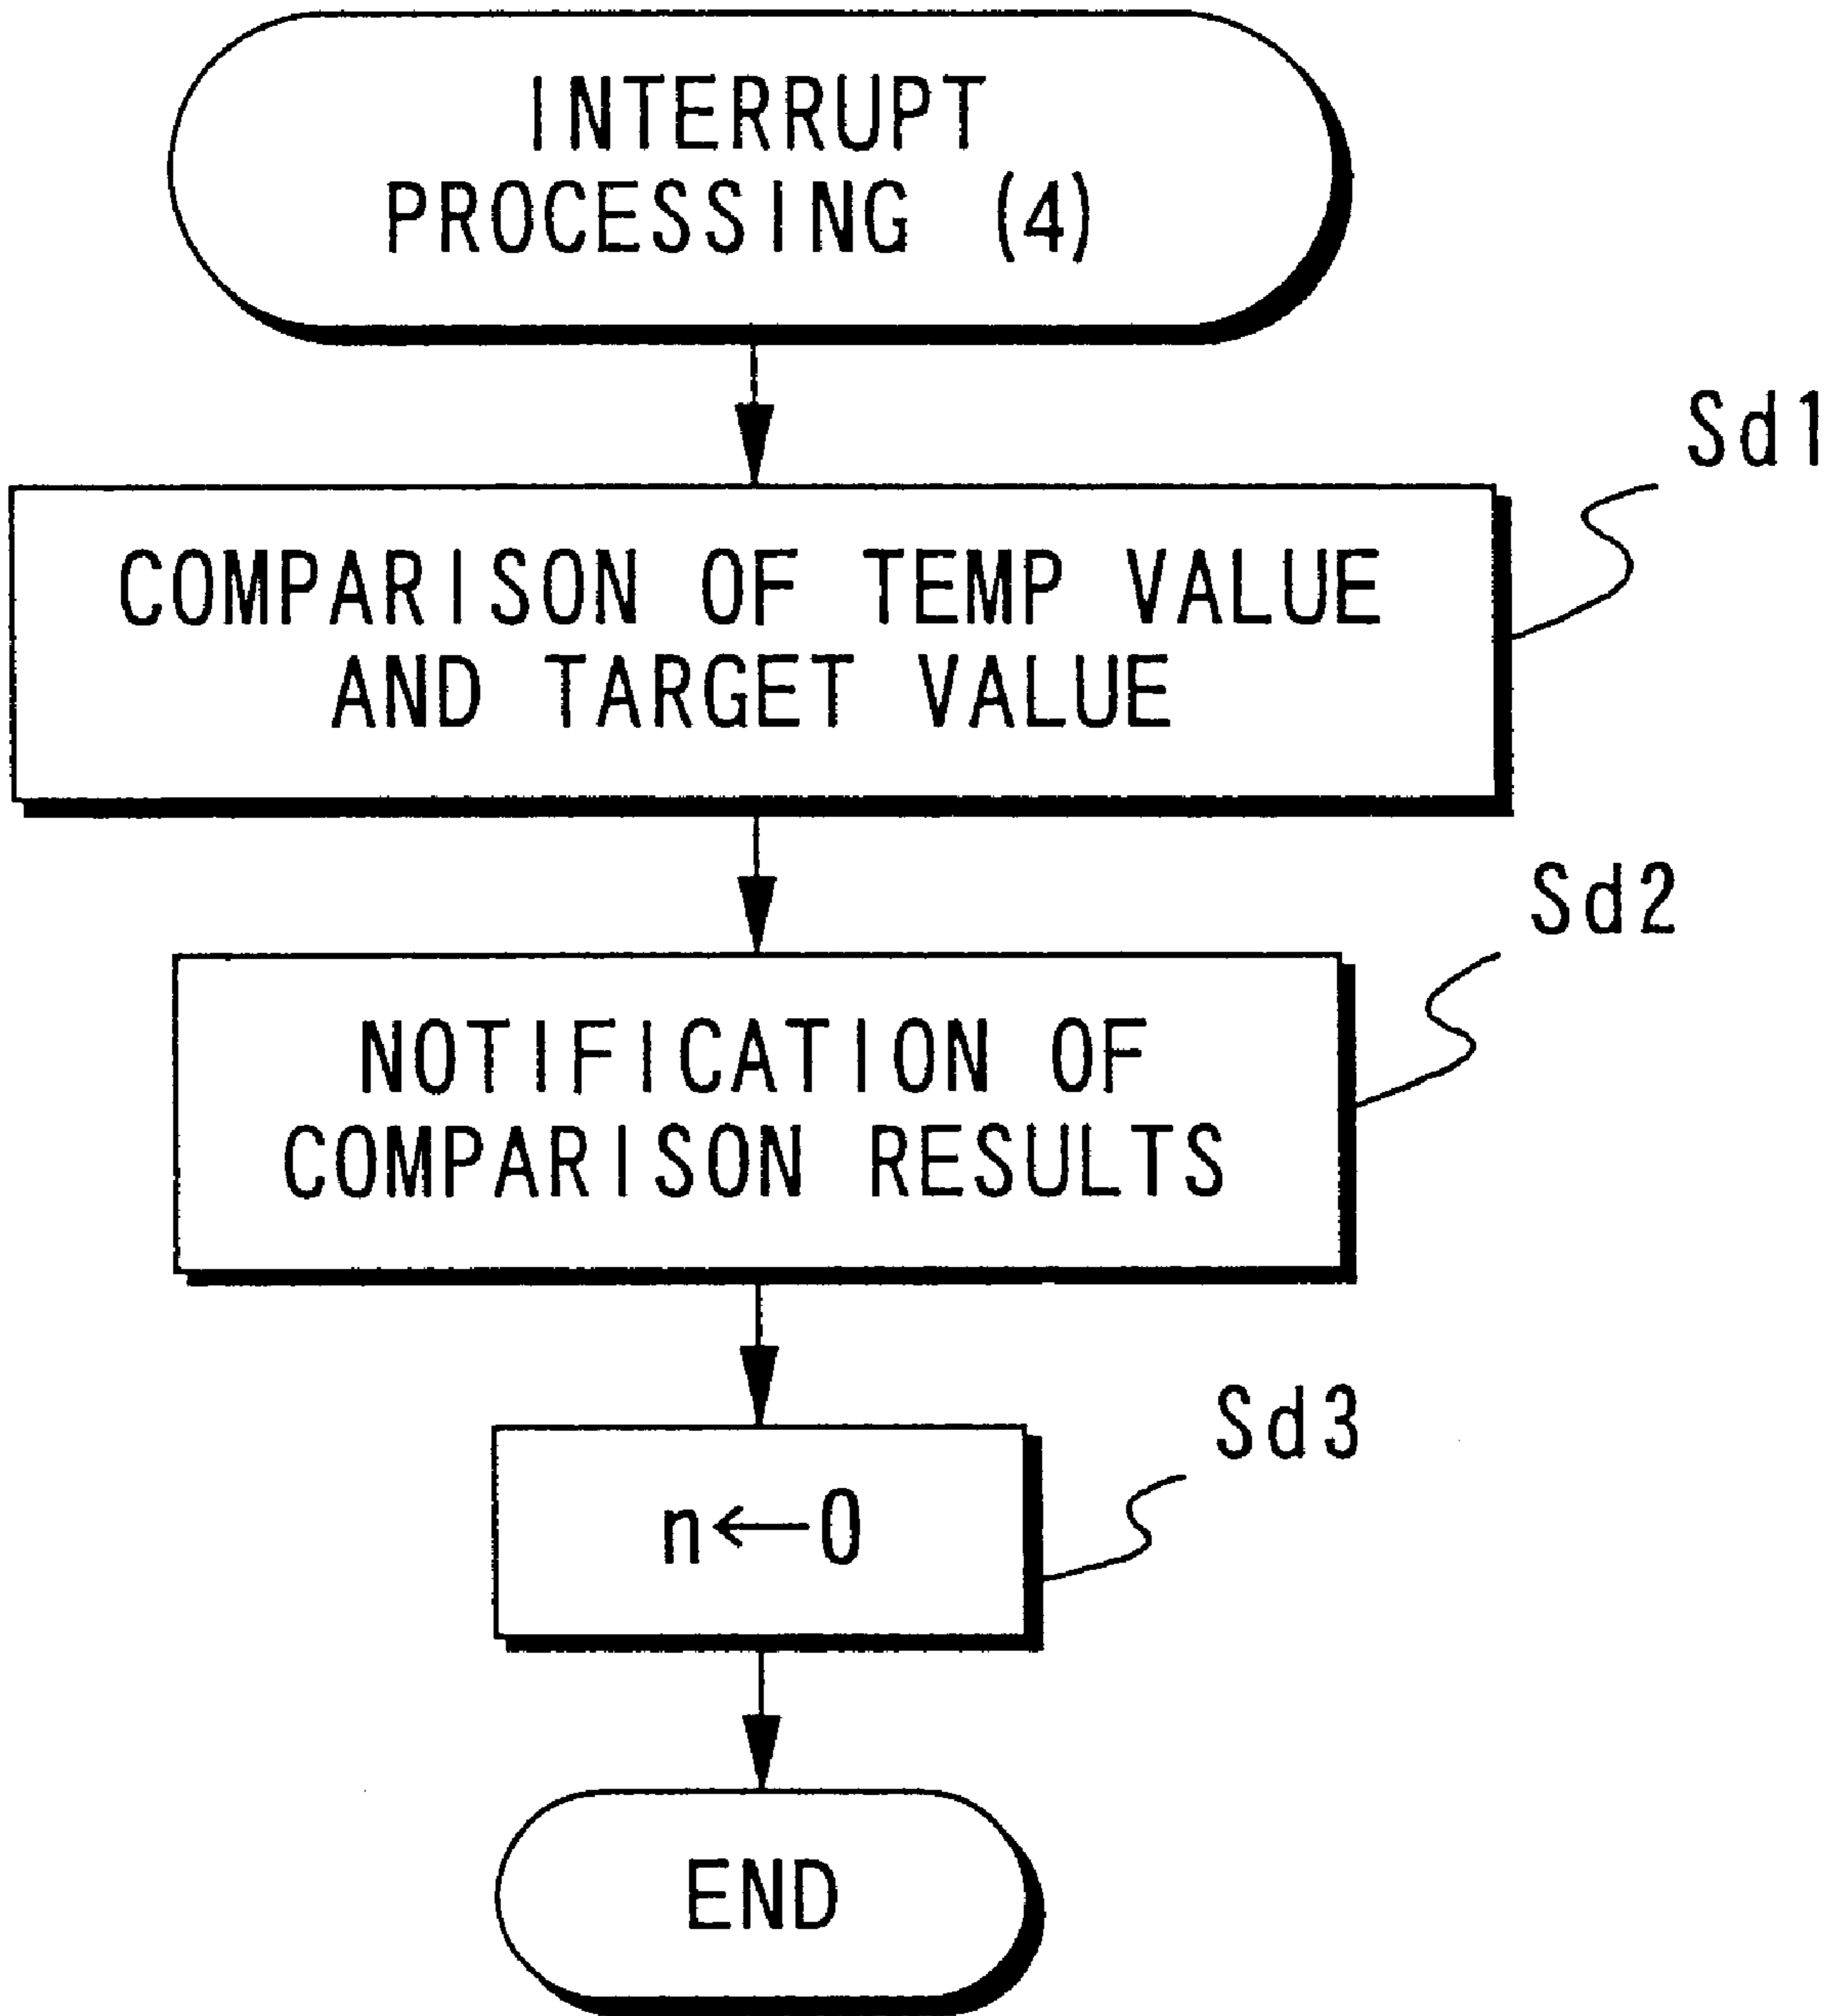 INTERRUPT
PROCESSING (4)
Sd1
COMPARISON OF TEMP VALUE
AND TARGET VALUE
Sd2
NOTIFICATION OF
COMPARISON RESULTS
Sd3
n←0
END